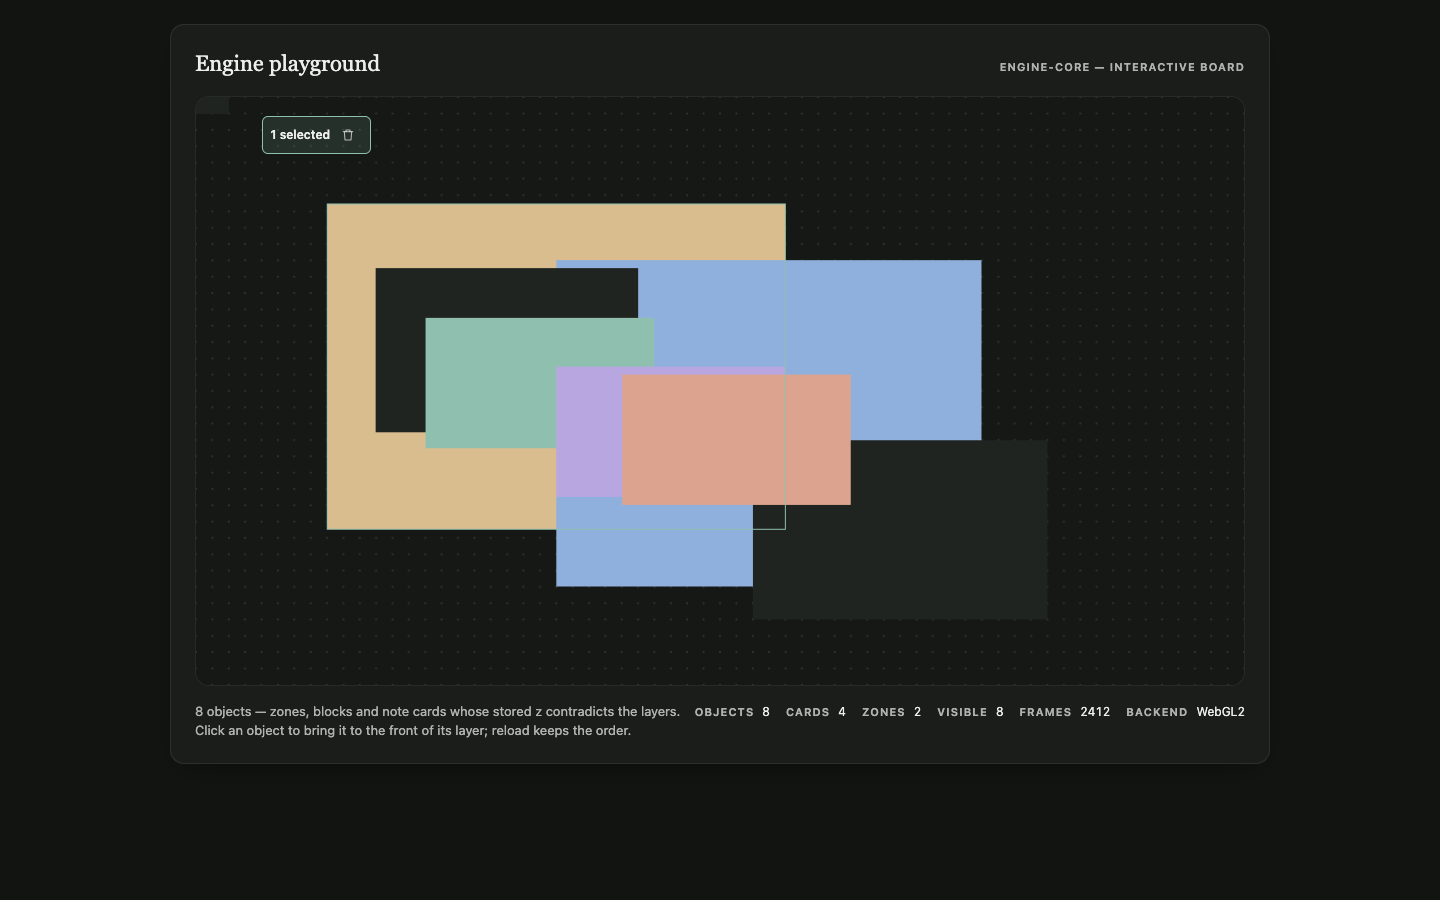 Engine playground
ENGINE-CORE — INTERACTIVE BOARD
1 selected
8 objects — zones, blocks and note cards whose stored z contradicts the layers.
Click an object to bring it to the front of its layer; reload keeps the order.
OBJECTS 8 CARDS 4 ZONES 2 VISIBLE 8 FRAMES 2412 BACKEND WebGL2